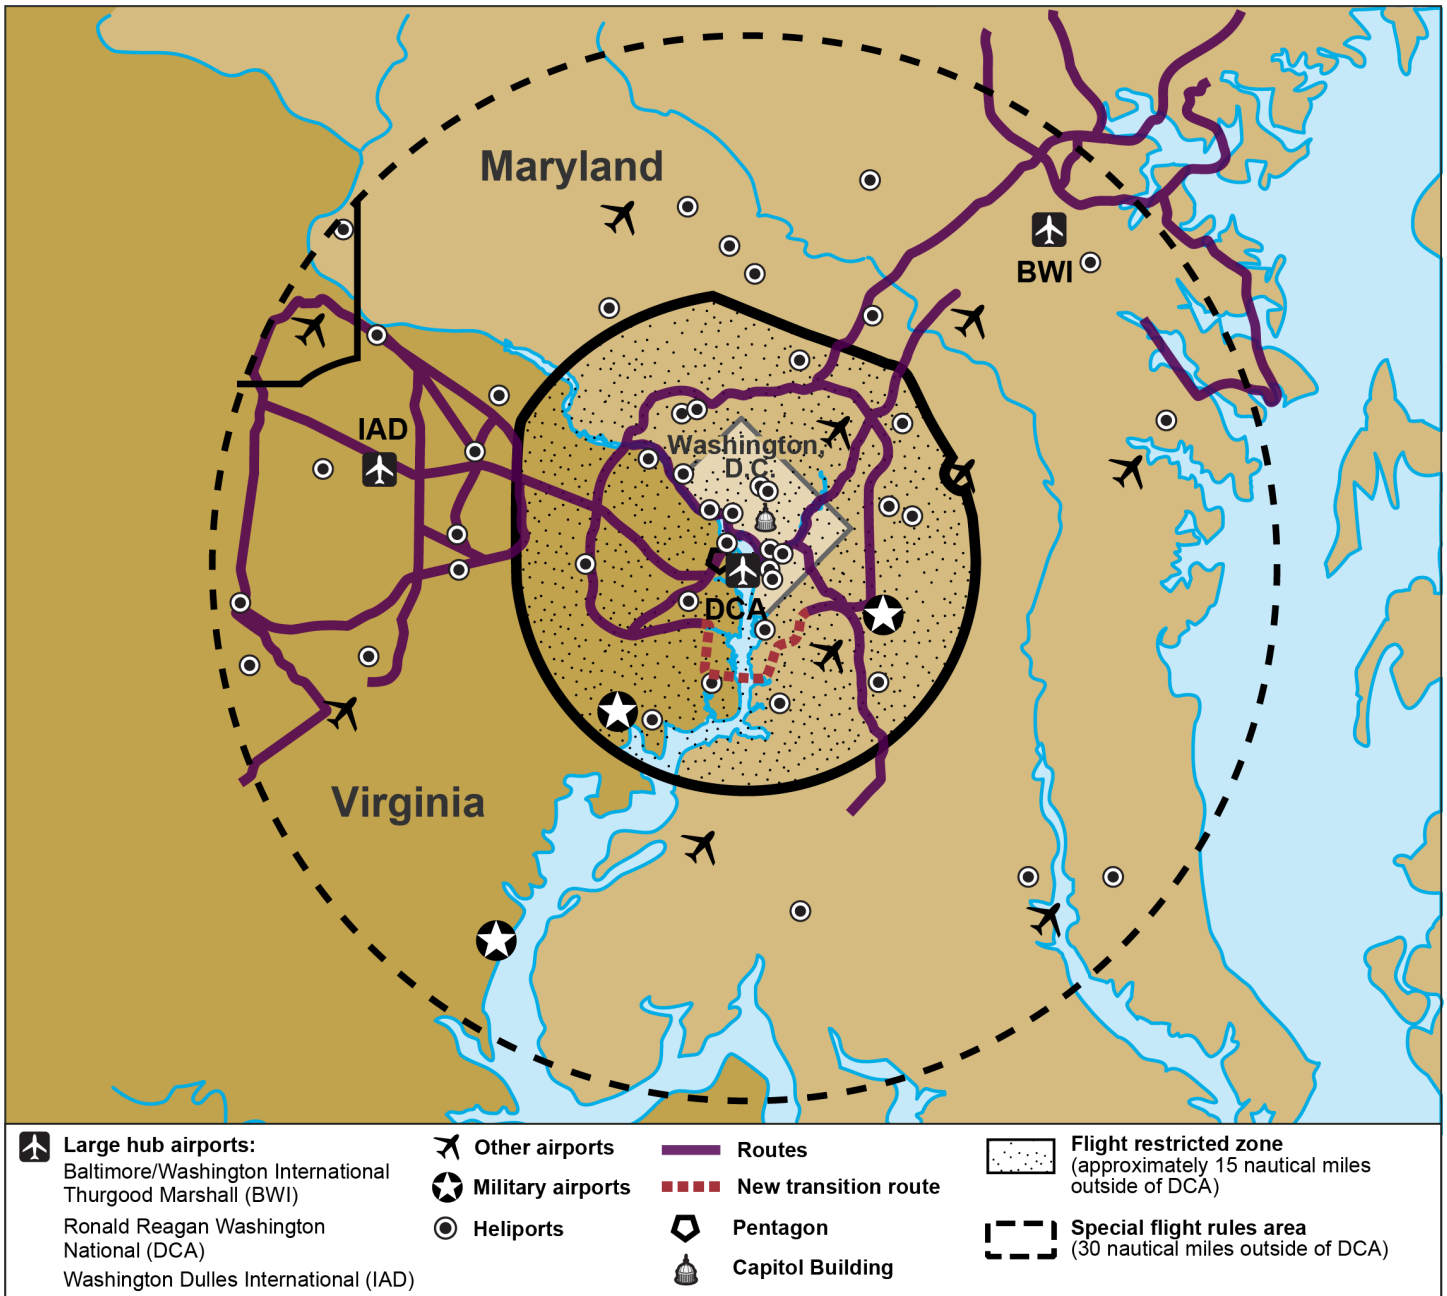 Maryland
BWI
IAD
Washington,
D.C.
DCA
Virginia
Large hub airports:
Baltimore/Washington International
Thurgood Marshall (BWI)
Ronald Reagan Washington
National (DCA)
Washington Dulles International (IAD)
Other airports
Military airports
Heliports
Routes
New transition route
Pentagon
Capitol Building
Flight restricted zone
(approximately 15 nautical miles
outside of DCA)
Special flight rules area
(30 nautical miles outside of DCA)